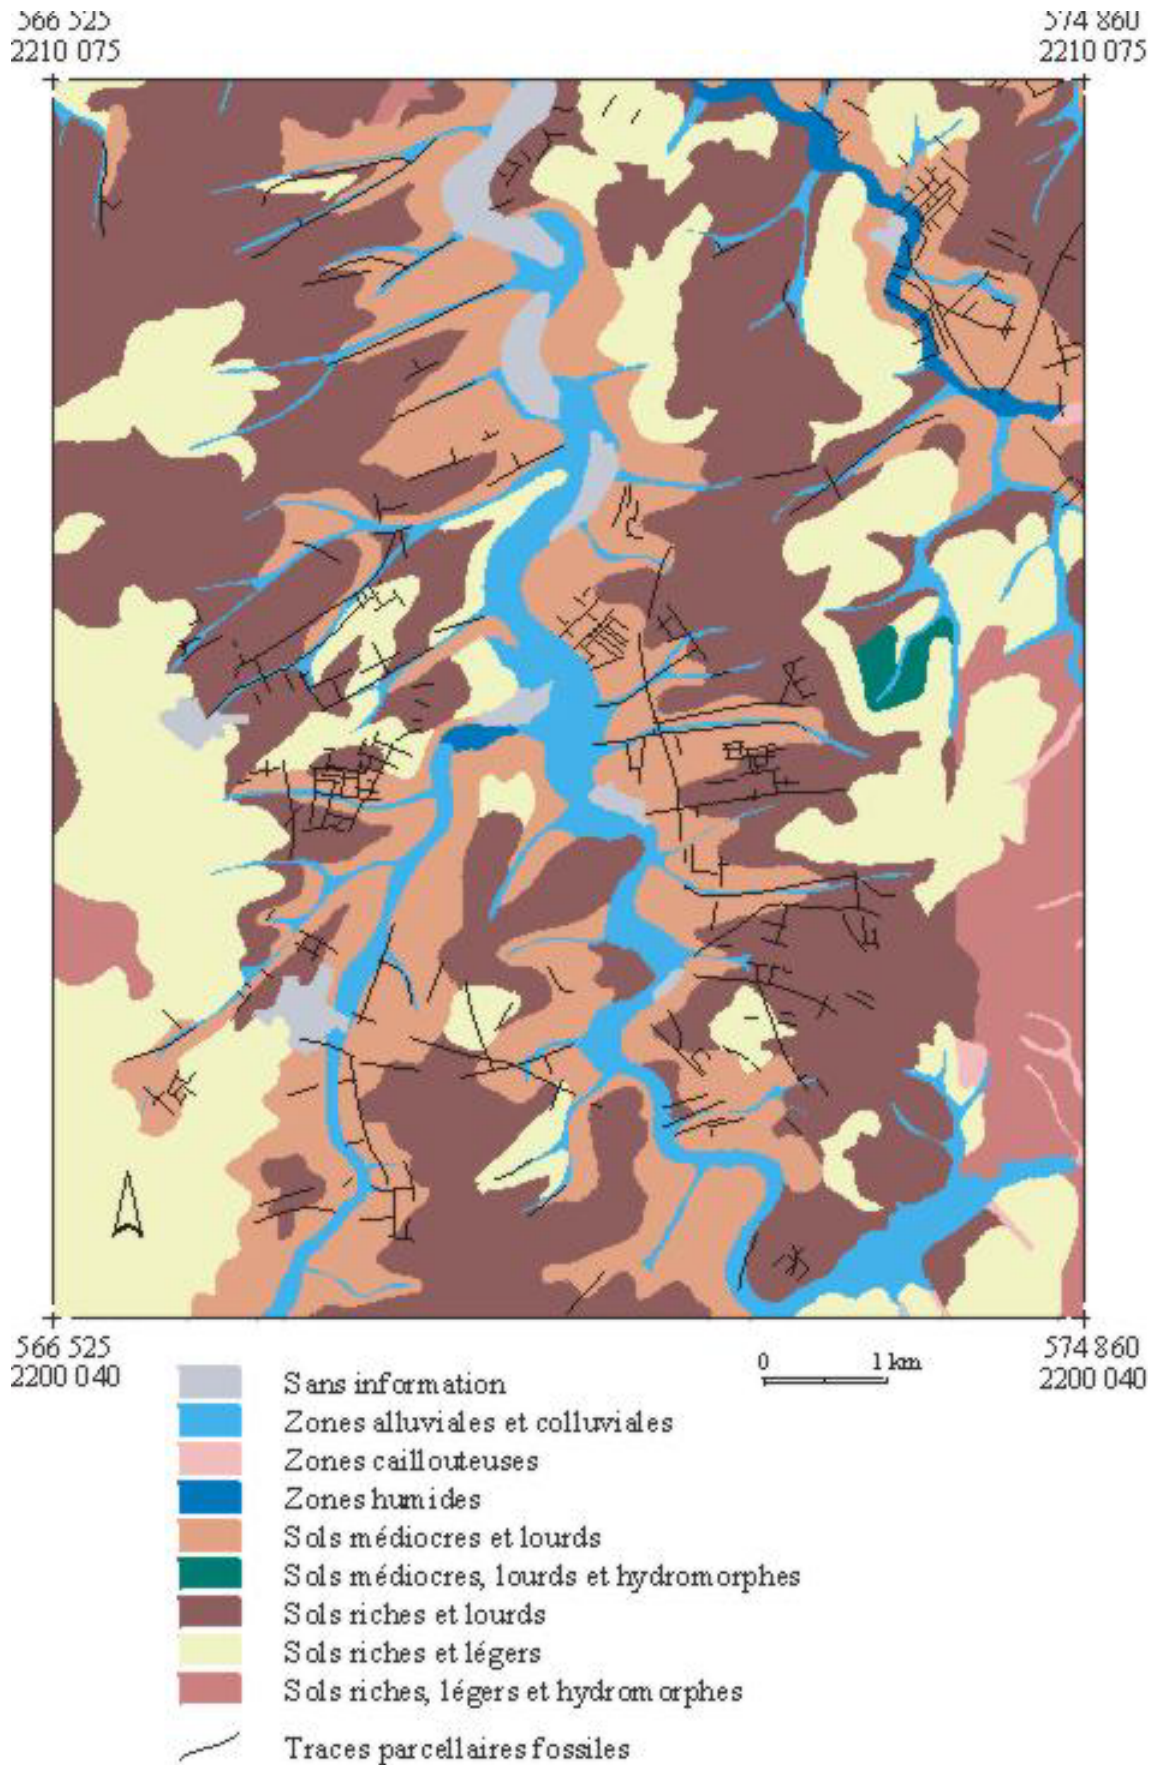 566 525
574 860
2210 075
2210 075
566 525
2200 040
574 860
2200 040
0 1 km
Sans information
Zones alluviales et colluviales
Zones caillouteuses
Zones humides
Sols médiocres et lourds
Sols médiocres, lourds et hydromorphes
Sols riches et lourds
Sols riches et légers
Sols riches, légers et hydromorphes
Traces parcellaires fossiles